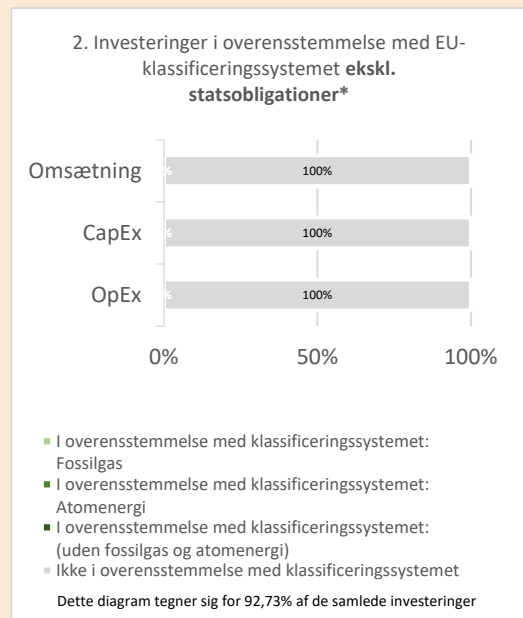 2. Investeringer i overensstemmelse med EU-
klassificeringssystemet ekskl.
statsobligationer*
Omsætning
% 100%
CapEx
% 100%
OpEx
% 100%
0% 50% 100%
I overensstemmelse med klassificeringssystemet:
Fossilgas
I overensstemmelse med klassificeringssystemet:
Atomenergi
I overensstemmelse med klassificeringssystemet:
(uden fossilgas og atomenergi)
Ikke i overensstemmelse med klassificeringssystemet
Dette diagram tegner sig for 92,73% af de samlede investeringer